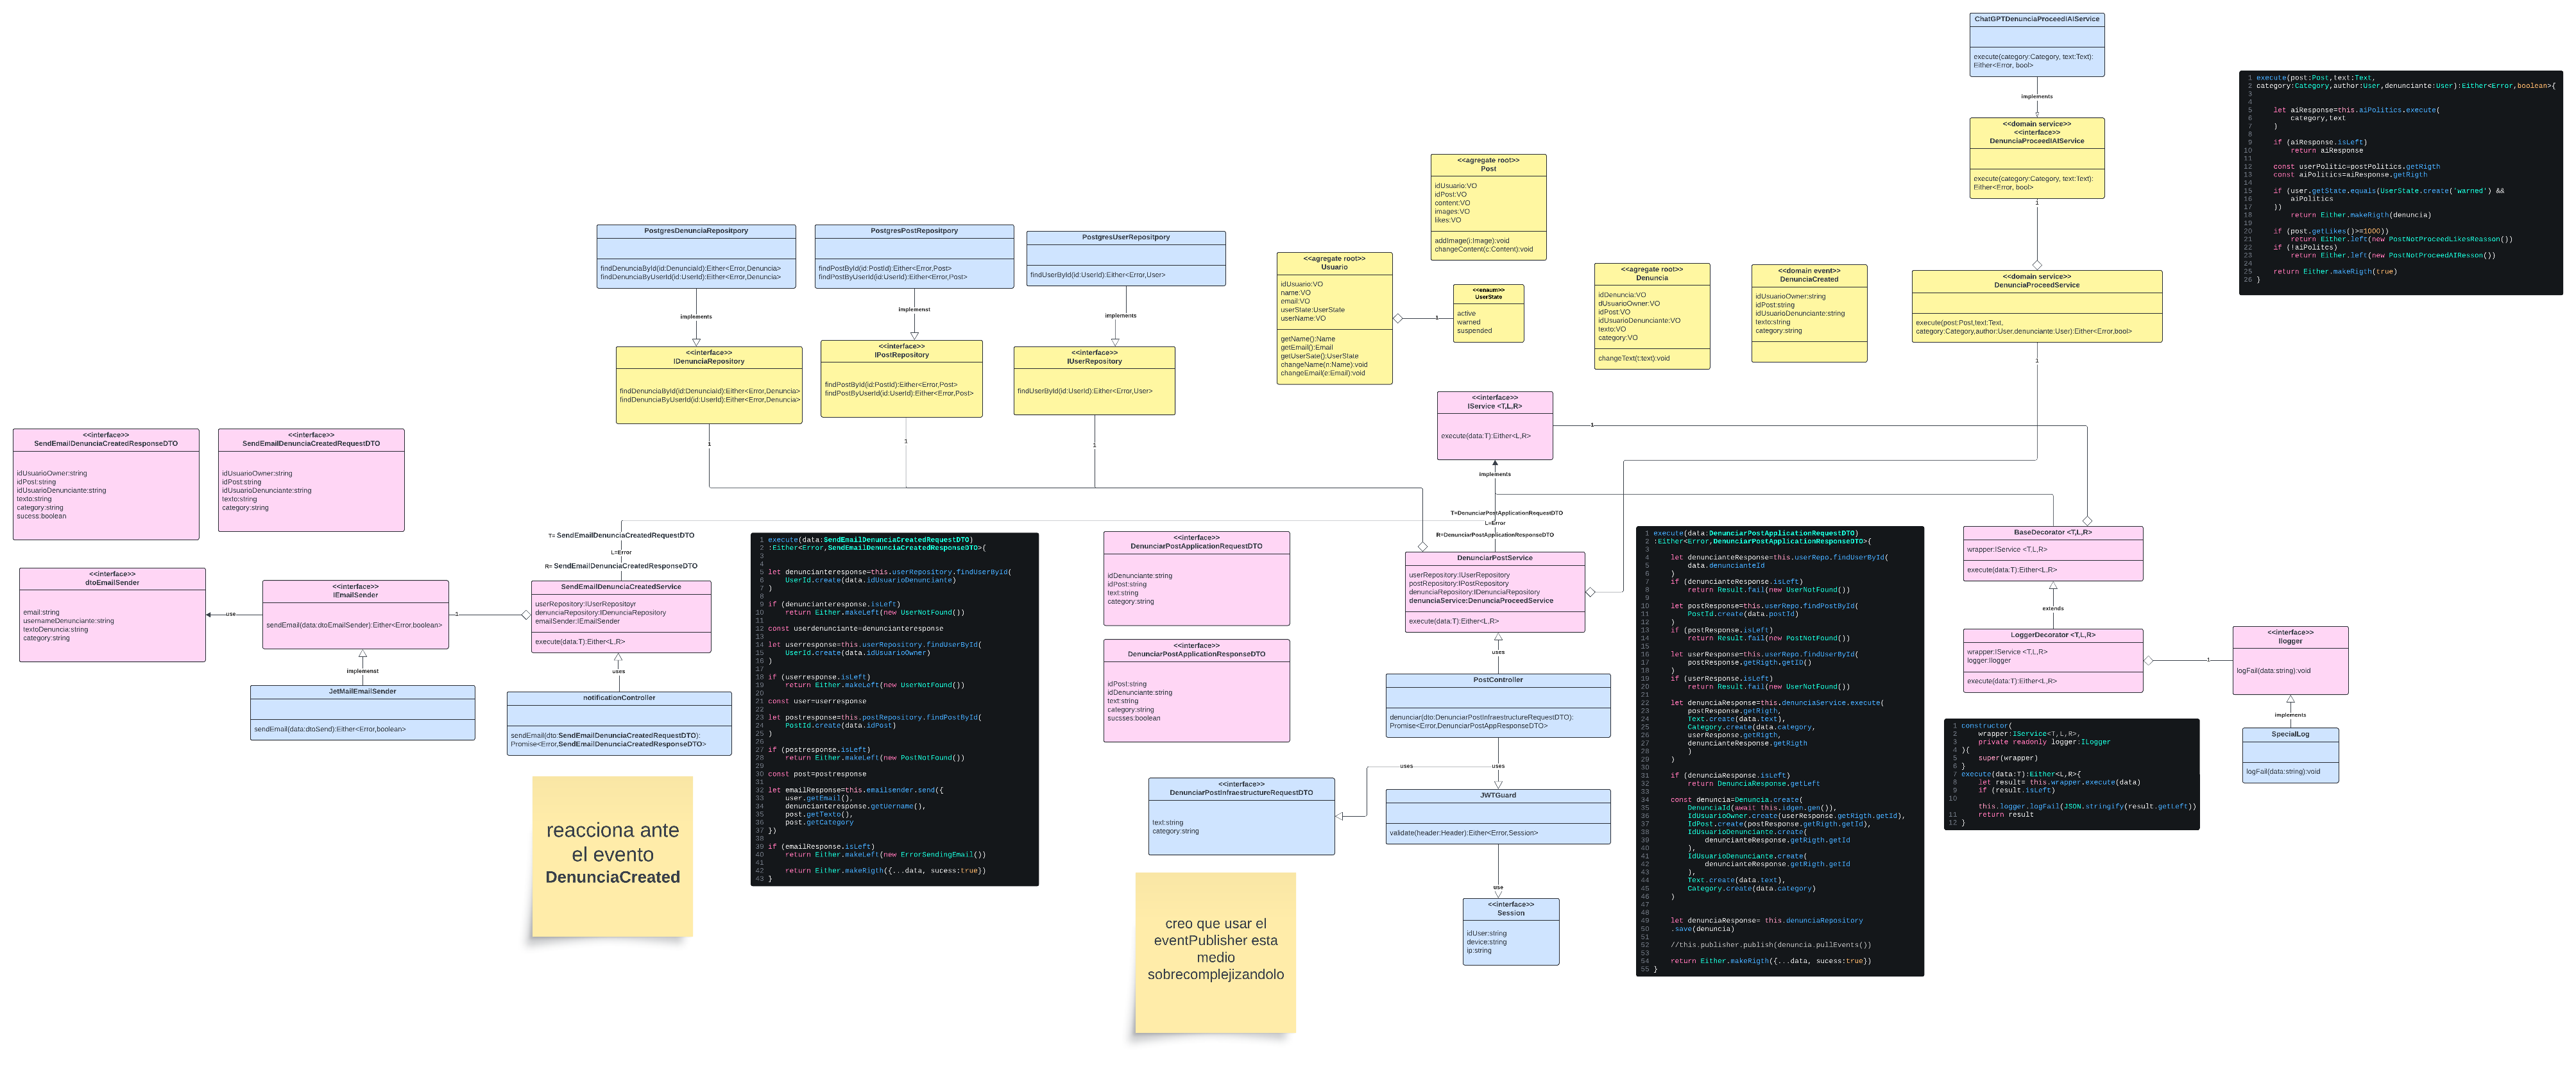 ChatGPTDenunciaProceedIAIService
execute(category:Category, text:Text):
Either<Error, bool>
implements
<<domain service>>
<<interface>>
DenunciaProceedIAIService
execute(category:Category, text:Text):
Either<Error, bool>
1
<<domain service>>
DenunciaProceedService
execute(post:Post,text:Text,
category:Category,author:User,denunciante:User):Either<Error,bool>
1
1 execute(post:Post,text:Text,
2 category:Category,author:User,denunciante:User):Either<Error,boolean>{
3
4
5 let aiResponse=this.aiPolitics.execute(
6 category,text
7 )
8
9 if (aiResponse.isLeft)
10 return aiResponse
11
12 const userPolitic=postPolitics.getRigth
13 const aiPolitics=aiResponse.getRigth
14
15 if (user.getState.equals(UserState.create('warned') &&
16 aiPolitics
17 ))
18 return Either.makeRigth(denuncia)
19
20 if (post.getLikes()>=1000))
21 return Either.left(new PostNotProceedLikesReasson())
22 if (!aiPolitcs)
23 return Either.left(new PostNotProceedAIResson())
24
25 return Either.makeRigth(true)
26 }
<<agregate root>>
Post
idUsuario:VO
idPost:VO
content:VO
images:VO
likes:VO
addImage(i:Image):void
changeContent(c:Content):void
PostgresDenunciaRepositpory
findDenunciaById(id:DenunciaId):Either<Error,Denuncia>
findDenunciaByUserId(id:UserId):Either<Error,Denuncia>
implements
PostgresPostRepositpory
findPostById(id:PostId):Either<Error,Post>
findPostByUserId(id:UserId):Either<Error,Post>
implemenst
PostgresUserRepositpory
findUserById(id:UserId):Either<Error,User>
implements
<<agregate root>>
Usuario
idUsuario:VO
name:VO
email:VO
userState:UserState
userName:VO
getName():Name
getEmail():Email
getUserSate():UserState
changeName(n:Name):void
changeEmail(e:Email):void
1
<<enaum>>
UserState
active
warned
suspended
<<agregate root>>
Denuncia
idDenuncia:VO
dUsuarioOwner:VO
idPost:VO
idUsuarioDenunciante:VO
texto:VO
category:VO
changeText(t:text):void
<<domain event>>
DenunciaCreated
idUsuarioOwner:string
idPost:string
idUsuarioDenunciante:string
texto:string
category:string
<<interface>>
IDenunciaRepository
findDenunciaById(id:DenunciaId):Either<Error,Denuncia>
findDenunciaByUserId(id:UserId):Either<Error,Denuncia>
1
<<interface>>
IPostRepository
findPostById(id:PostId):Either<Error,Post>
findPostByUserId(id:UserId):Either<Error,Post>
1
<<interface>>
IUserRepository
findUserById(id:UserId):Either<Error,User>
1
<<interface>>
IService <T,L,R>
execute(data:T):Either<L,R>
1
implements
<<interface>>
SendEmailDenunciaCreatedResponseDTO
idUsuarioOwner:string
idPost:string
idUsuarioDenunciante:string
texto:string
category:string
sucess:boolean
<<interface>>
SendEmailDenunciaCreatedRequestDTO
idUsuarioOwner:string
idPost:string
idUsuarioDenunciante:string
texto:string
category:string
<<interface>>
dtoEmailSender
email:string
usernameDenunciante:string
textoDenuncia:string
category:string
use
<<interface>>
IEmailSender
sendEmail(data:dtoEmailSender):Either<Error,boolean>
1
implemenst
JetMailEmailSender
sendEmail(data:dtoSend):Either<Error,boolean>
T= SendEmailDenunciaCreatedRequestDTO
L=Error
R= SendEmailDenunciaCreatedResponseDTO
SendEmailDenunciaCreatedService
userRepository:IUserRepositoyr
denunciaRepository:IDenunciaRepository
emailSender:IEmailSender
execute(data:T):Either<L,R>
uses
notificationController
sendEmail(dto:SendEmailDenunciaCreatedRequestDTO):
Promise<Error,SendEmailDenunciaCreatedResponseDTO>
reacciona ante
el evento
DenunciaCreated
1 execute(data:SendEmailDenunciaCreatedRequestDTO)
2 :Either<Error,SendEmailDenunciaCreatedResponseDTO>{
3
4
5 let denuncianteresponse=this.userRepository.findUserById(
6 UserId.create(data.idUsuarioDenunciante)
7 )
8
9 if (denuncianteresponse.isLeft)
10 return Either.makeLeft(new UserNotFound())
11
12 const userdenunciante=denuncianteresponse
13
14 let userresponse=this.userRepository.findUserById(
15 UserId.create(data.idUsuarioOwner)
16 )
17
18 if (userresponse.isLeft)
19 return Either.makeLeft(new UserNotFound())
20
21 const user=userresponse
22
23 let postresponse=this.postRepository.findPostById(
24 PostId.create(data.idPost)
25 )
26
27 if (postresponse.isLeft)
28 return Either.makeLeft(new PostNotFound())
29
30 const post=postresponse
31
32 let emailResponse=this.emailsender.send({
33 user.getEmail(),
34 denuncianteresponse.getUername(),
35 post.getTexto(),
36 post.getCategory
37 })
38
39 if (emailResponse.isLeft)
40 return Either.makeLeft(new ErrorSendingEmail())
41
42 return Either.makeRigth({...data, sucess:true})
43 }
<<interface>>
DenunciarPostApplicationRequestDTO
idDenunciante:string
idPost:string
text:string
category:string
<<interface>>
DenunciarPostApplicationResponseDTO
idPost:string
idDenunciante:string
text:string
category:string
sucsses:boolean
T=DenunciarPostApplicationRequestDTO
L=Error
R=DenunciarPostApplicationResponseDTO
DenunciarPostService
userRepository:IUserRepository
postRepository:IPostRepository
denunciaRepository:IDenunciaRepository
denunciaService:DenunciaProceedService
execute(data:T):Either<L,R>
uses
PostController
denunciar(dto:DenunciarPostInfraestructureRequestDTO):
Promise<Error,DenunciarPostAppResponseDTO>
uses
uses
<<interface>>
DenunciarPostInfraestructureRequestDTO
text:string
category:string
JWTGuard
validate(header:Header):Either<Error,Session>
use
<<interface>>
Session
idUser:string
device:string
ip:string
creo que usar el
eventPublisher esta
medio
sobrecomplejizandolo
1 execute(data:DenunciarPostApplicationRequestDTO)
2 :Either<Error,DenunciarPostApplicationResponseDTO>{
3
4 let denuncianteResponse=this.userRepo.findUserById(
5 data.denuncianteId
6 )
7 if (denuncianteResponse.isLeft)
8 return Result.fail(new UserNotFound())
9
10 let postResponse=this.userRepo.findPostById(
11 PostId.create(data.postId)
12 )
13 if (postResponse.isLeft)
14 return Result.fail(new PostNotFound())
15
16 let userResponse=this.userRepo.findUserById(
17 postResponse.getRigth.getID()
18 )
19 if (userResponse.isLeft)
20 return Result.fail(new UserNotFound())
21
22 let denunciaResponse=this.denunciaService.execute(
23 postResponse.getRigth,
24 Text.create(data.text),
25 Category.create(data.category,
26 userResponse.getRigth,
27 denuncianteResponse.getRigth
28 )
29 )
30
31 if (denunciaResponse.isLeft)
32 return DenunciaResponse.getLeft
33
34 const denuncia=Denuncia.create(
35 DenunciaId(await this.idgen.gen()),
36 IdUsuarioOwner.create(userResponse.getRigth.getId),
37 IdPost.create(postResponse.getRigth.getId),
38 IdUsuarioDenunciante.create(
39 denuncianteResponse.getRigth.getId
40 ),
41 IdUsuarioDenunciante.create(
42 denuncianteResponse.getRigth.getId
43 ),
44 Text.create(data.text),
45 Category.create(data.category)
46 )
47
48
49 let denunciaResponse= this.denunciaRepository
50 .save(denuncia)
51
52 //this.publisher.publish(denuncia.pullEvents())
53
54 return Either.makeRigth({...data, sucess:true})
55 }
BaseDecorator <T,L,R>
wrapper:IService <T,L,R>
execute(data:T):Either<L,R>
extends
LoggerDecorator <T,L,R>
wrapper:IService <T,L,R>
logger:Ilogger
execute(data:T):Either<L,R>
1
<<interface>>
Ilogger
logFail(data:string):void
implements
SpecialLog
logFail(data:string):void
1 constructor(
2 wrapper:IService<T,L,R>,
3 private readonly logger:ILogger
4 ){
5 super(wrapper)
6 }
7 execute(data:T):Either<L,R>{
8 let result= this.wrapper.execute(data)
9 if (result.isLeft)
10
this.logger.logFail(JSON.stringify(result.getLeft))
11 return result
12 }